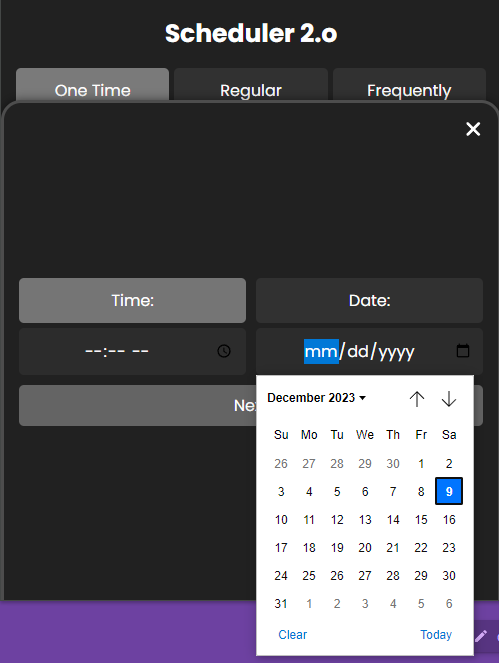 Scheduler 2.o
One Time Regular Frequently
Time: Date:
--:-- -- mm/dd/yyyy
Ne
December 2023
Su Mo Tu We Th Fr Sa
26 27 28 29 30 1 2
3 4 5 6 7 8 9
10 11 12 13 14 15 16
17 18 19 20 21 22 23
24 25 26 27 28 29 30
31 1 2 3 4 5 6
Clear Today